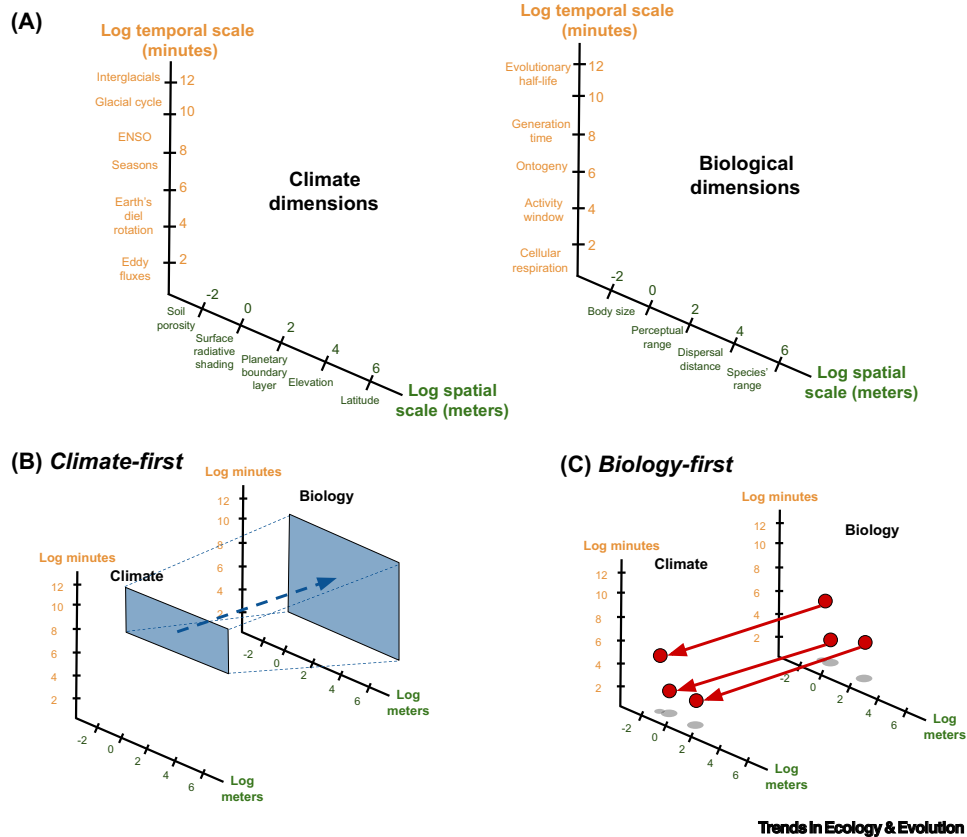 (A)
Log temporal scale
(minutes)
Interglacials
12
Glacial cycle
10
ENSO
8
Seasons
6
Earth's
diel
rotation
4
Eddy
fluxes
2
Climate
dimensions
-2
0
2
4
6
Soil
porosity
Surface
radiative
shading
Planetary
boundary
layer
Elevation
Latitude
Log spatial
scale (meters)
Log temporal scale
(minutes)
Evolutionary
half-life
12
10
Generation
time
8
Ontogeny
6
Activity
window
4
Cellular
respiration
2
Biological
dimensions
-2
0
2
4
6
Body size
Perceptual
range
Dispersal
distance
Species'
range
Log spatial
scale (meters)
(B) Climate-first
Log minutes
12
10
8
6
4
2
Biology
-2
0
2
4
6
Log
meters
Log minutes
12
10
8
6
4
2
Climate
-2
0
2
4
6
Log
meters
(C) Biology-first
Log minutes
12
10
8
6
4
2
Biology
-2
0
2
4
6
Log
meters
Log minutes
12
10
8
6
4
2
Climate
-2
0
2
4
6
Log
meters
Trends in Ecology & Evolution